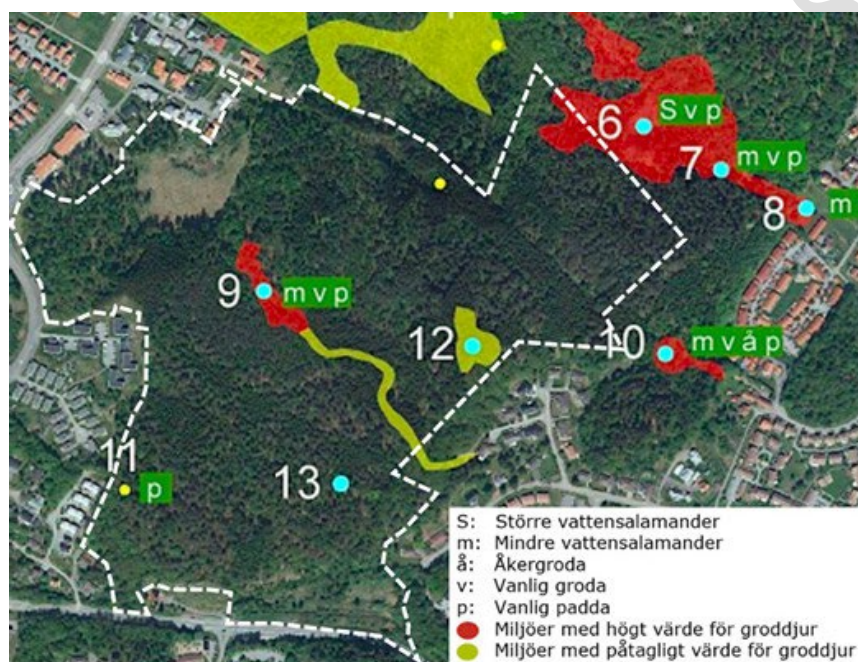 6 S v p
7 m v p
8 m
9 m v p
12
10 m v å p
11
p
13
S: Större vattensalamander
m: Mindre vattensalamander
å: Åkergroda
v: Vanlig groda
p: Vanlig padda
Miljöer med högt värde för groddjur
Miljöer med påtagligt värde för groddjur